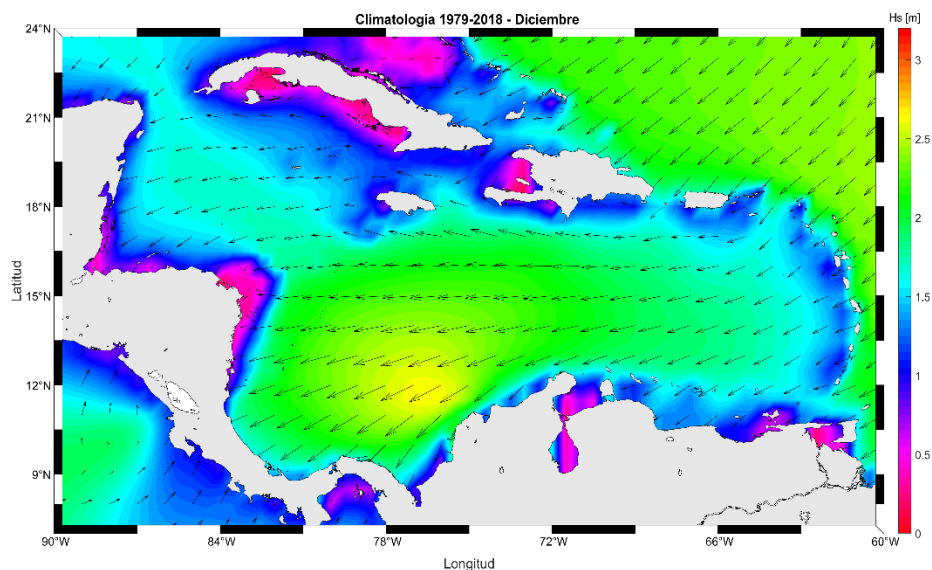 Climatología 1979-2018 - Diciembre
Hs [m]
24°N
21°N
18°N
15°N
12°N
9°N
Latitud
90°W
84°W
78°W
72°W
66°W
60°W
Longitud
3
2.5
2
1.5
1
0.5
0